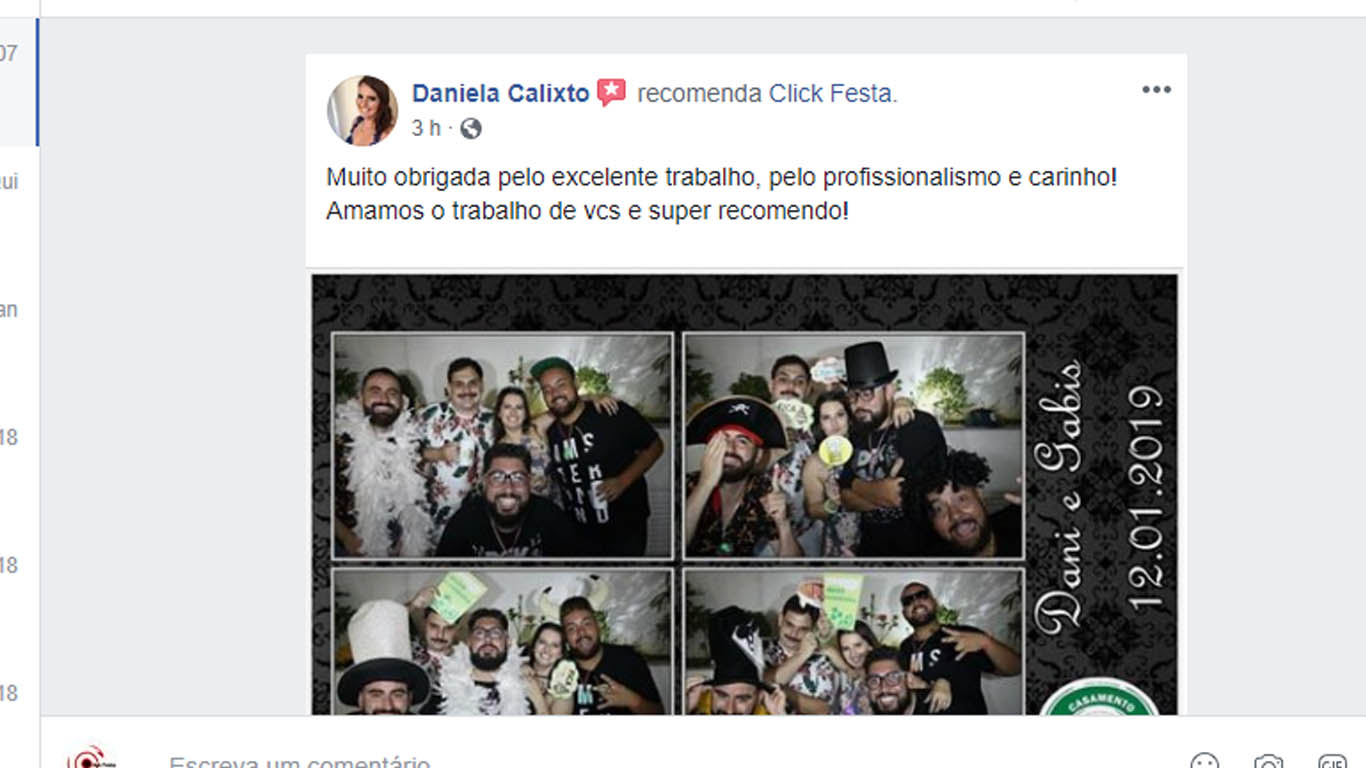 07
ui
an
18
18
18
Daniela Calixto recomenda Click Festa.
3 h ·
Muito obrigada pelo excelente trabalho, pelo profissionalismo e carinho!
Amamos o trabalho de vcs e super recomendo!
Dani e Gabis
12.01.2019
CASAMENTO
Escreva um comentário
GIF